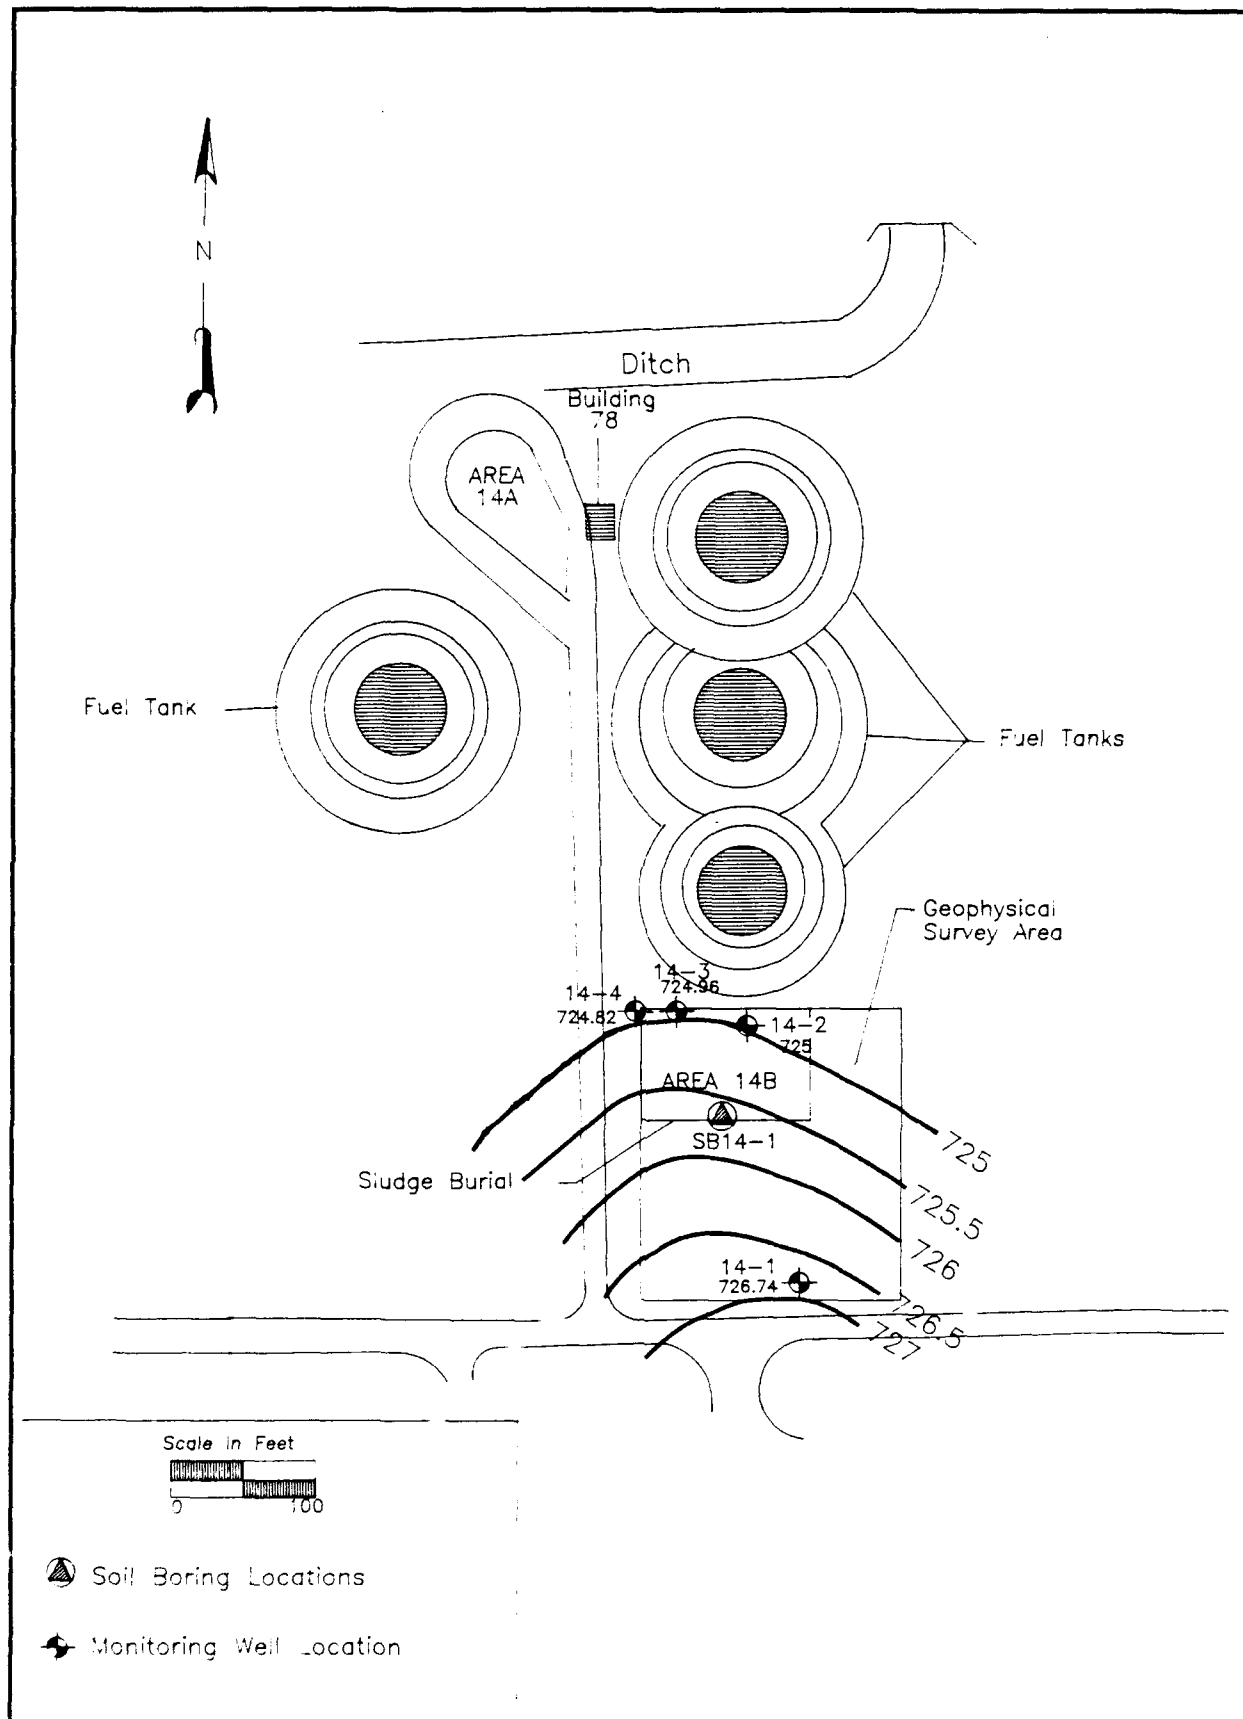 N
Ditch
Building
78
AREA
14A
Fuel Tank
Fuel Tanks
Geophysical
Survey Area
14-3
724.96
14-4
724.82
14-2
725
AREA 14B
SB14-1
Sludge Burial
725
725.5
726
14-1
726.74
726.5
727
Scale in Feet
0 100
Soil Boring Locations
Monitoring Well Location